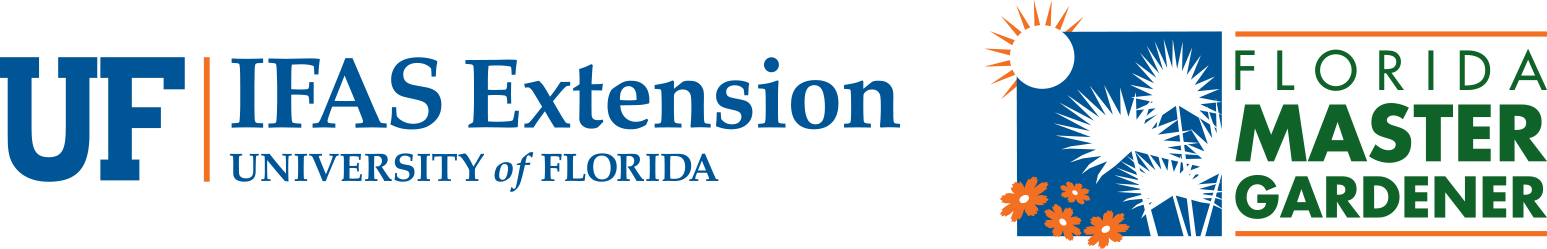 UF
IFAS Extension
UNIVERSITY of FLORIDA
FLORIDA
MASTER
GARDENER